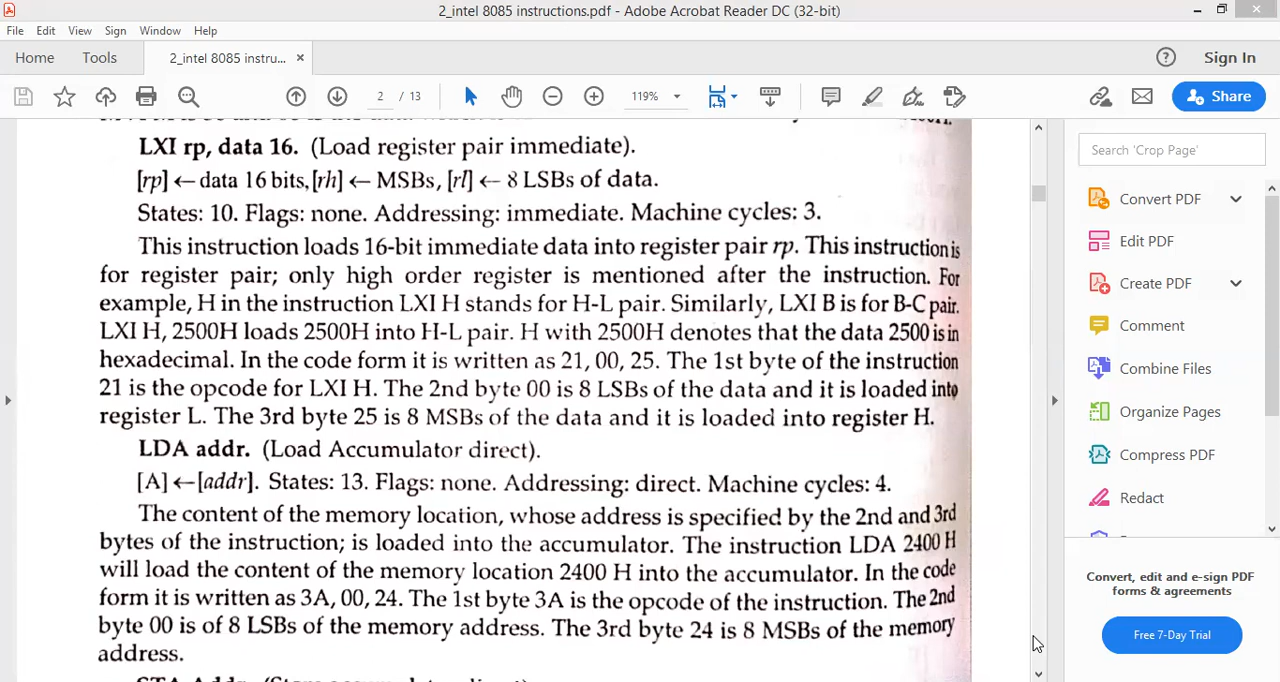 2_intel 8085 instructions.pdf - Adobe Acrobat Reader DC (32-bit)
File Edit View Sign Window Help
Home Tools 2_intel 8085 instru... × Sign In
2 / 13 119% Share
LXI rp, data 16. (Load register pair immediate).
[rp] ← data 16 bits, [rh] ← MSBs, [rl] ← 8 LSBs of data.
States: 10. Flags: none. Addressing: immediate. Machine cycles: 3.
This instruction loads 16-bit immediate data into register pair rp. This instruction is
for register pair; only high order register is mentioned after the instruction. For
example, H in the instruction LXI H stands for H-L pair. Similarly, LXI B is for B-C pair.
LXI H, 2500H loads 2500H into H-L pair. H with 2500H denotes that the data 2500 is in
hexadecimal. In the code form it is written as 21, 00, 25. The 1st byte of the instruction
21 is the opcode for LXI H. The 2nd byte 00 is 8 LSBs of the data and it is loaded into
register L. The 3rd byte 25 is 8 MSBs of the data and it is loaded into register H.
LDA addr. (Load Accumulator direct).
[A] ←[addr]. States: 13. Flags: none. Addressing: direct. Machine cycles: 4.
The content of the memory location, whose address is specified by the 2nd and 3rd
bytes of the instruction; is loaded into the accumulator. The instruction LDA 2400 H
will load the content of the memory location 2400 H into the accumulator. In the code
form it is written as 3A, 00, 24. The 1st byte 3A is the opcode of the instruction. The 2nd
byte 00 is of 8 LSBs of the memory address. The 3rd byte 24 is 8 MSBs of the memory
address.
Search 'Crop Page'
Convert PDF
Edit PDF
Create PDF
Comment
Combine Files
Organize Pages
Compress PDF
Redact
Convert, edit and e-sign PDF
forms & agreements
Free 7-Day Trial